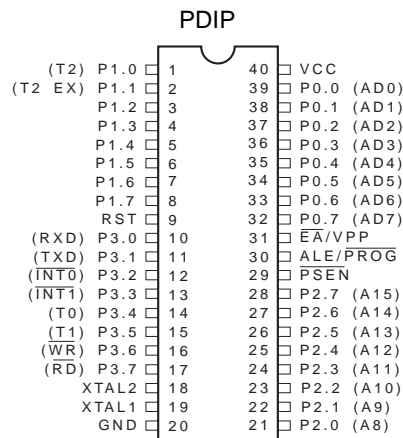 PDIP
(T2) P1.0 1 40 VCC
(T2 EX) P1.1 2 39 P0.0 (AD0)
P1.2 3 38 P0.1 (AD1)
P1.3 4 37 P0.2 (AD2)
P1.4 5 36 P0.3 (AD3)
P1.5 6 35 P0.4 (AD4)
P1.6 7 34 P0.5 (AD5)
P1.7 8 33 P0.6 (AD6)
RST 9 32 P0.7 (AD7)
(RXD) P3.0 10 31 E̅A̅/VPP
(TXD) P3.1 11 30 ALE/P̅R̅O̅G̅
(I̅N̅T̅0̅) P3.2 12 29 P̅S̅E̅N̅
(I̅N̅T̅1̅) P3.3 13 28 P2.7 (A15)
(T0) P3.4 14 27 P2.6 (A14)
(T1) P3.5 15 26 P2.5 (A13)
(W̅R̅) P3.6 16 25 P2.4 (A12)
(R̅D̅) P3.7 17 24 P2.3 (A11)
XTAL2 18 23 P2.2 (A10)
XTAL1 19 22 P2.1 (A9)
GND 20 21 P2.0 (A8)